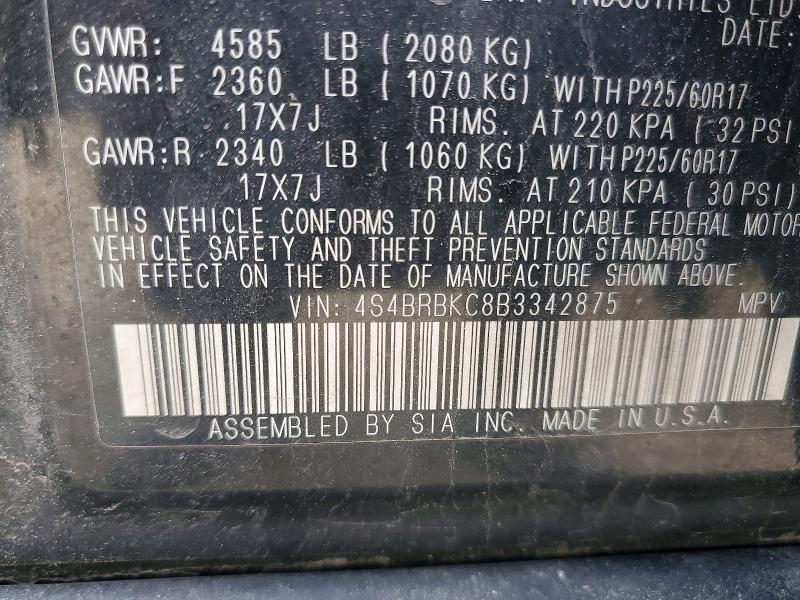 INDUSTRIES LTD.
DATE:
GVWR: 4585 LB ( 2080 KG)
GAWR:F 2360 LB ( 1070 KG) WITH P225/60R17
17X7J RIMS. AT 220 KPA ( 32 PSI
GAWR:R 2340 LB ( 1060 KG) WITH P225/60R17
17X7J RIMS. AT 210 KPA ( 30 PSI)
THIS VEHICLE CONFORMS TO ALL APPLICABLE FEDERAL MOTOR
VEHICLE SAFETY AND THEFT PREVENTION STANDARDS
IN EFFECT ON THE DATE OF MANUFACTURE SHOWN ABOVE.
VIN: 4S4BRBKC8B3342875 MPV
ASSEMBLED BY SIA INC. MADE IN U.S.A.